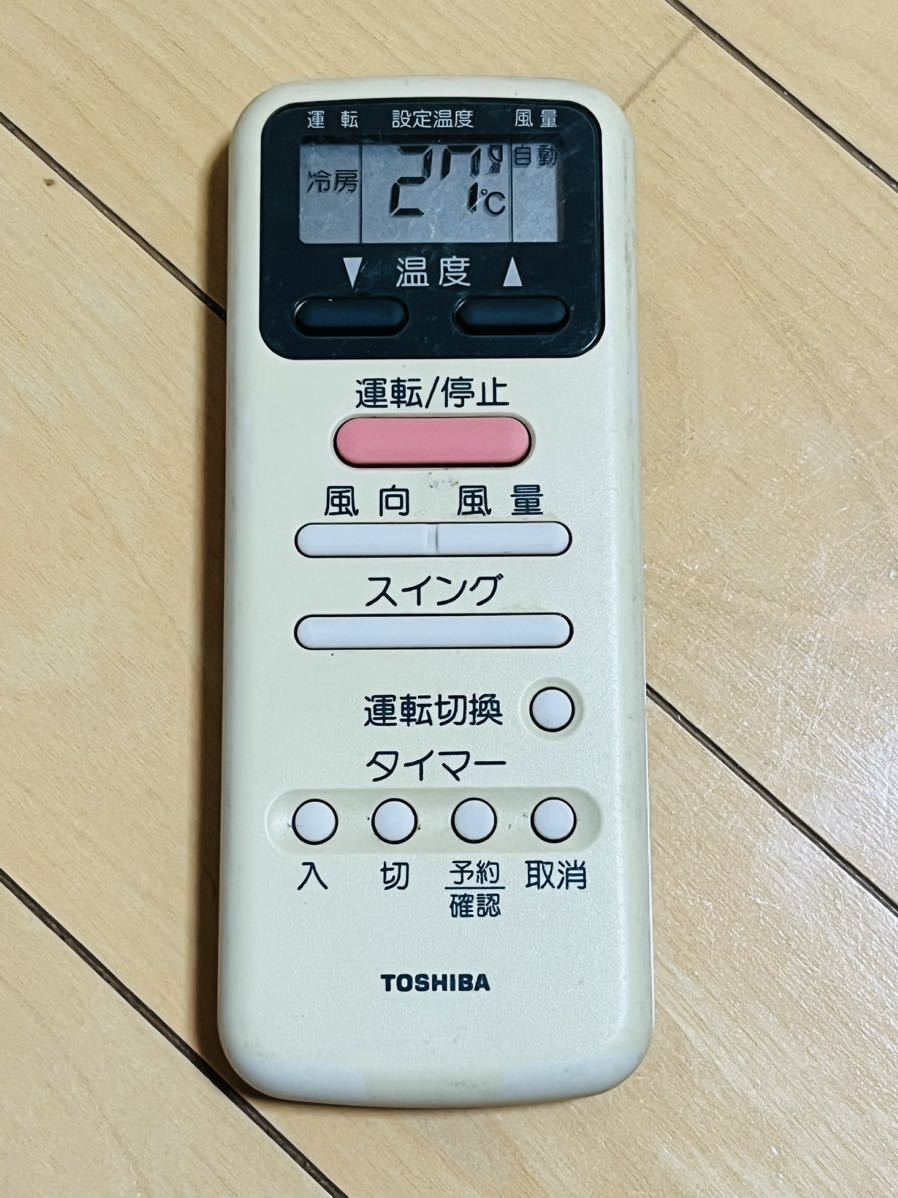 運転 設定温度 風量
冷房 27℃ 自動
▼ 温度 ▲
運転/停止
風向 風量
スイング
運転切換
タイマー
入 切 予約/確認 取消
TOSHIBA